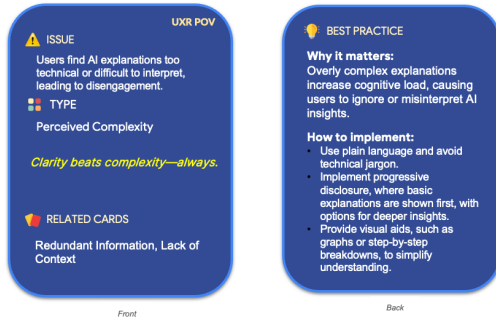 UXR POV
ISSUE
Users find AI explanations too
technical or difficult to interpret,
leading to disengagement.
TYPE
Perceived Complexity
Clarity beats complexity—always.
RELATED CARDS
Redundant Information, Lack of
Context
Front
BEST PRACTICE
Why it matters:
Overly complex explanations
increase cognitive load, causing
users to ignore or misinterpret AI
insights.
How to implement:
• Use plain language and avoid
technical jargon.
• Implement progressive
disclosure, where basic
explanations are shown first, with
options for deeper insights.
• Provide visual aids, such as
graphs or step-by-step
breakdowns, to simplify
understanding.
Back